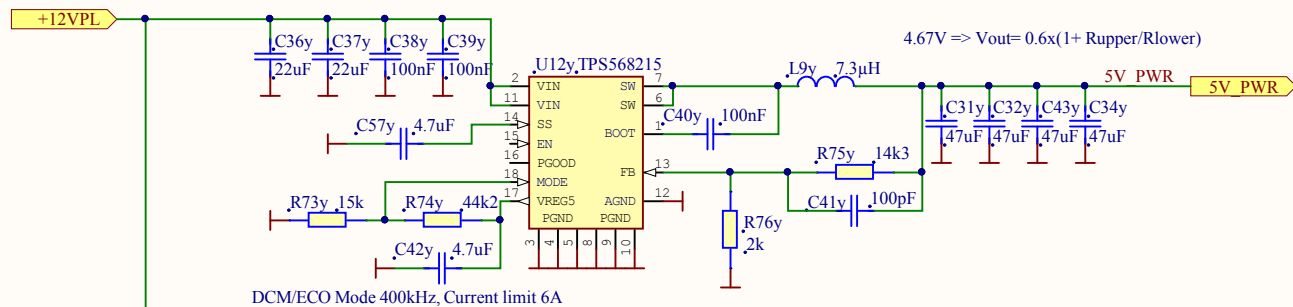 +12VPL
C36y
22uF
C37y
22uF
C38y
100nF
C39y
100nF
4.67V => Vout= 0.6x(1+ Rupper/Rlower)
U12y TPS568215
2 VIN
11 VIN
14 SS
15 EN
16 PGOOD
18 MODE
17 VREG5
PGND PGND
3 4 5 8 9 10
SW 7
SW 6
BOOT 1
FB 13
AGND 12
C57y 4.7uF
L9y 7.3µH
C40y 100nF
5V_PWR
5V_PWR
C31y
47uF
C32y
47uF
C43y
47uF
C34y
47uF
R75y 14k3
C41y 100pF
R76y
2k
R73y 15k
R74y 44k2
C42y 4.7uF
DCM/ECO Mode 400kHz, Current limit 6A